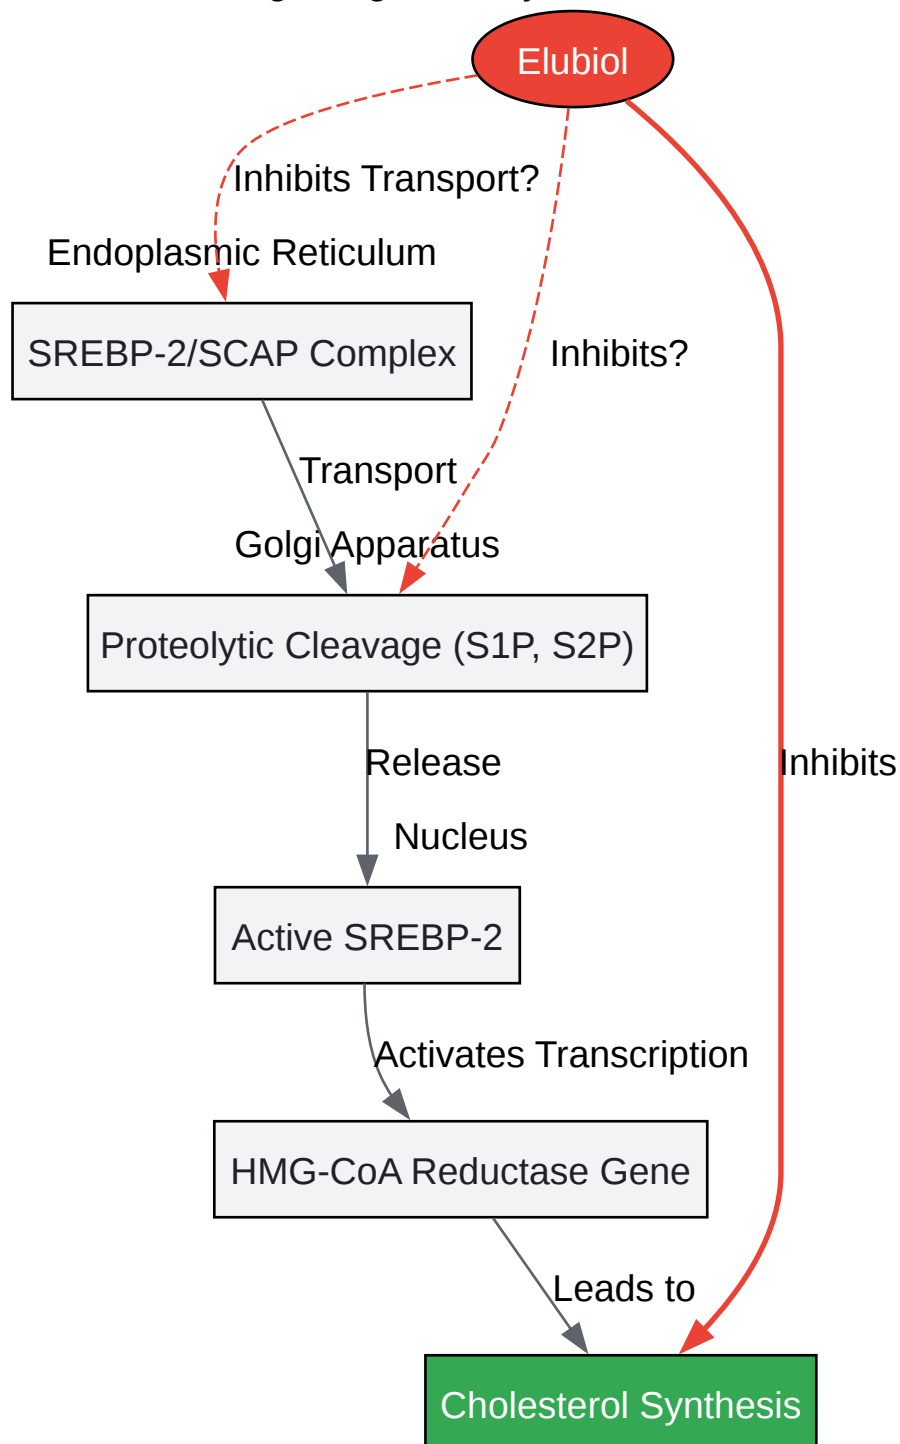 Elubiol
Inhibits Transport?
Endoplasmic Reticulum
SREBP-2/SCAP Complex
Inhibits?
Transport
Golgi Apparatus
Proteolytic Cleavage (S1P, S2P)
Release
Inhibits
Nucleus
Active SREBP-2
Activates Transcription
HMG-CoA Reductase Gene
Leads to
Cholesterol Synthesis